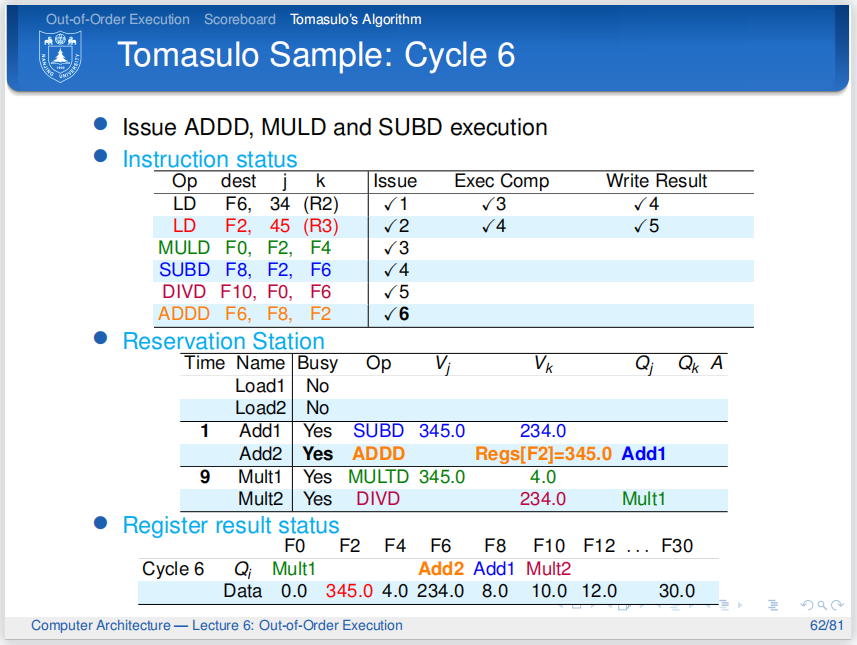 Out-of-Order Execution Scoreboard Tomasulo's Algorithm
Tomasulo Sample: Cycle 6
NANJING UNIVERSITY
Issue ADDD, MULD and SUBD execution
Instruction status
Op dest j k Issue Exec Comp Write Result
LD F6, 34 (R2) ✓1 ✓3 ✓4
LD F2, 45 (R3) ✓2 ✓4 ✓5
MULD F0, F2, F4 ✓3
SUBD F8, F2, F6 ✓4
DIVD F10, F0, F6 ✓5
ADDD F6, F8, F2 ✓6
Reservation Station
Time Name Busy Op Vj Vk Qj Qk A
Load1 No
Load2 No
1 Add1 Yes SUBD 345.0 234.0
Add2 Yes ADDD Regs[F2]=345.0 Add1
9 Mult1 Yes MULTD 345.0 4.0
Mult2 Yes DIVD 234.0 Mult1
Register result status
F0 F2 F4 F6 F8 F10 F12 ... F30
Cycle 6 Qi Mult1 Add2 Add1 Mult2
Data 0.0 345.0 4.0 234.0 8.0 10.0 12.0 30.0
Computer Architecture — Lecture 6: Out-of-Order Execution 62/81